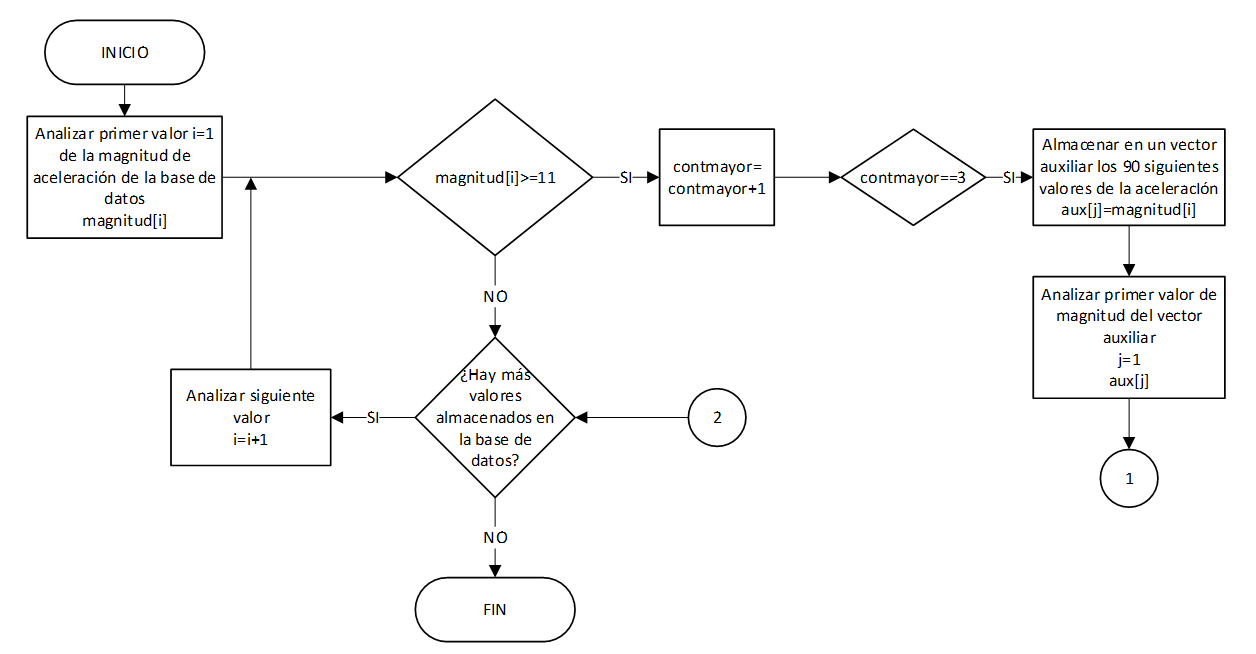 INICIO
Analizar primer valor i=1
de la magnitud de
aceleración de la base de
datos
magnitud[i]
magnitud[i]>=11
SI
contmayor=
contmayor+1
contmayor==3
SI
Almacenar en un vector
auxiliar los 90 siguientes
valores de la aceleración
aux[j]=magnitud[i]
NO
Analizar primer valor de
magnitud del vector
auxiliar
j=1
aux[j]
¿Hay más
valores
almacenados en
la base de
datos?
SI
Analizar siguiente
valor
i=i+1
2
1
NO
FIN